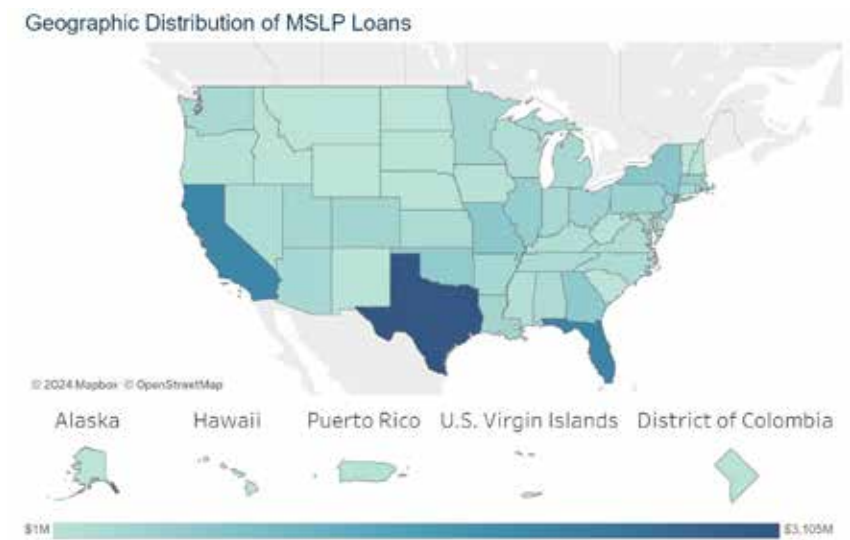 Geographic Distribution of MSLP Loans
© 2024 Mapbox © OpenStreetMap
Alaska Hawaii Puerto Rico U.S. Virgin Islands District of Colombia
$1M $3,105M